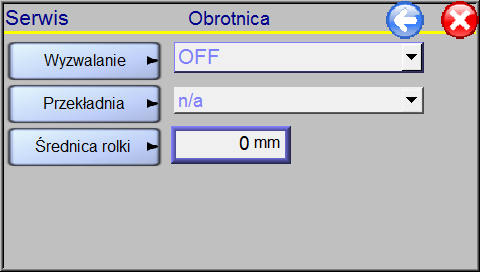 Serwis Obrotnica
Wyzwalanie OFF
Przekładnia n/a
Średnica rolki 0 mm